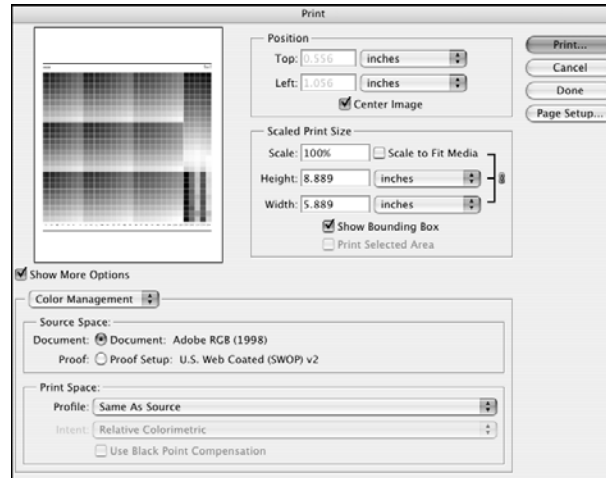 Print
Position
Top: 0.556 inches
Left: 1.056 inches
Center Image
Print...
Cancel
Done
Page Setup...
Scaled Print Size
Scale: 100% Scale to Fit Media
Height: 8.889 inches
Width: 5.889 inches
Show Bounding Box
Print Selected Area
Show More Options
Color Management
Source Space:
Document: Document: Adobe RGB (1998)
Proof: Proof Setup: U.S. Web Coated (SWOP) v2
Print Space:
Profile: Same As Source
Intent: Relative Colorimetric
Use Black Point Compensation